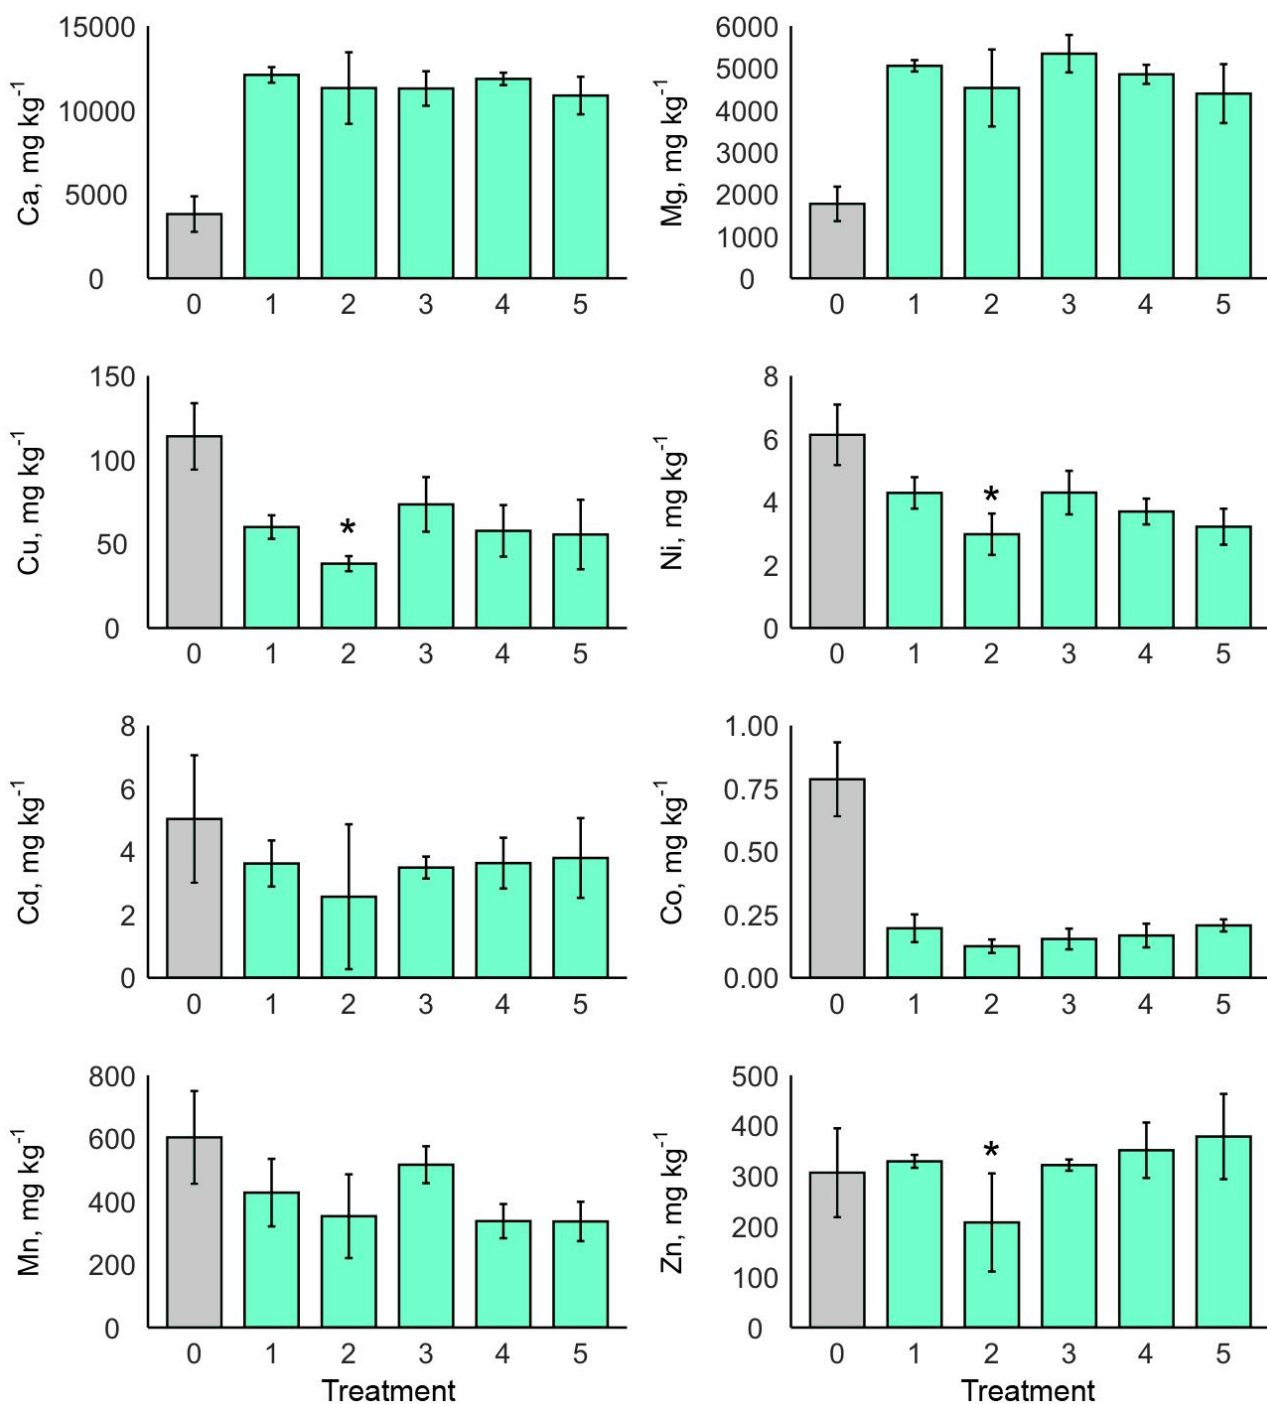 Ca, mg kg-1
15000
10000
5000
0
0 1 2 3 4 5
Mg, mg kg-1
6000
5000
4000
3000
2000
1000
0
0 1 2 3 4 5
Cu, mg kg-1
150
100
50
0
*
0 1 2 3 4 5
Ni, mg kg-1
8
6
4
2
0
*
0 1 2 3 4 5
Cd, mg kg-1
8
6
4
2
0
0 1 2 3 4 5
Co, mg kg-1
1.00
0.75
0.50
0.25
0.00
0 1 2 3 4 5
Mn, mg kg-1
800
600
400
200
0
0 1 2 3 4 5
Treatment
Zn, mg kg-1
500
400
300
200
100
0
*
0 1 2 3 4 5
Treatment